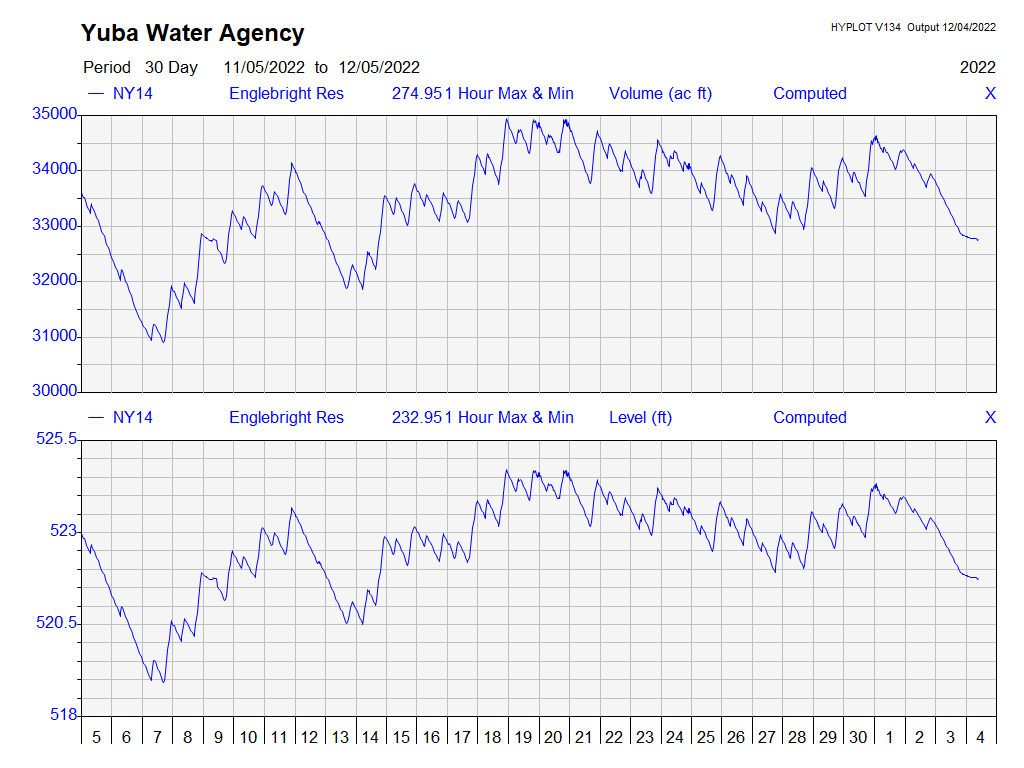 Yuba Water Agency
HYPLOT V134 Output 12/04/2022
Period 30 Day 11/05/2022 to 12/05/2022
2022
NY14 Englebright Res 274.951 Hour Max & Min Volume (ac ft) Computed X
35000
34000
33000
32000
31000
30000
NY14 Englebright Res 232.951 Hour Max & Min Level (ft) Computed X
525.5
523
520.5
518
5 6 7 8 9 10 11 12 13 14 15 16 17 18 19 20 21 22 23 24 25 26 27 28 29 30 1 2 3 4